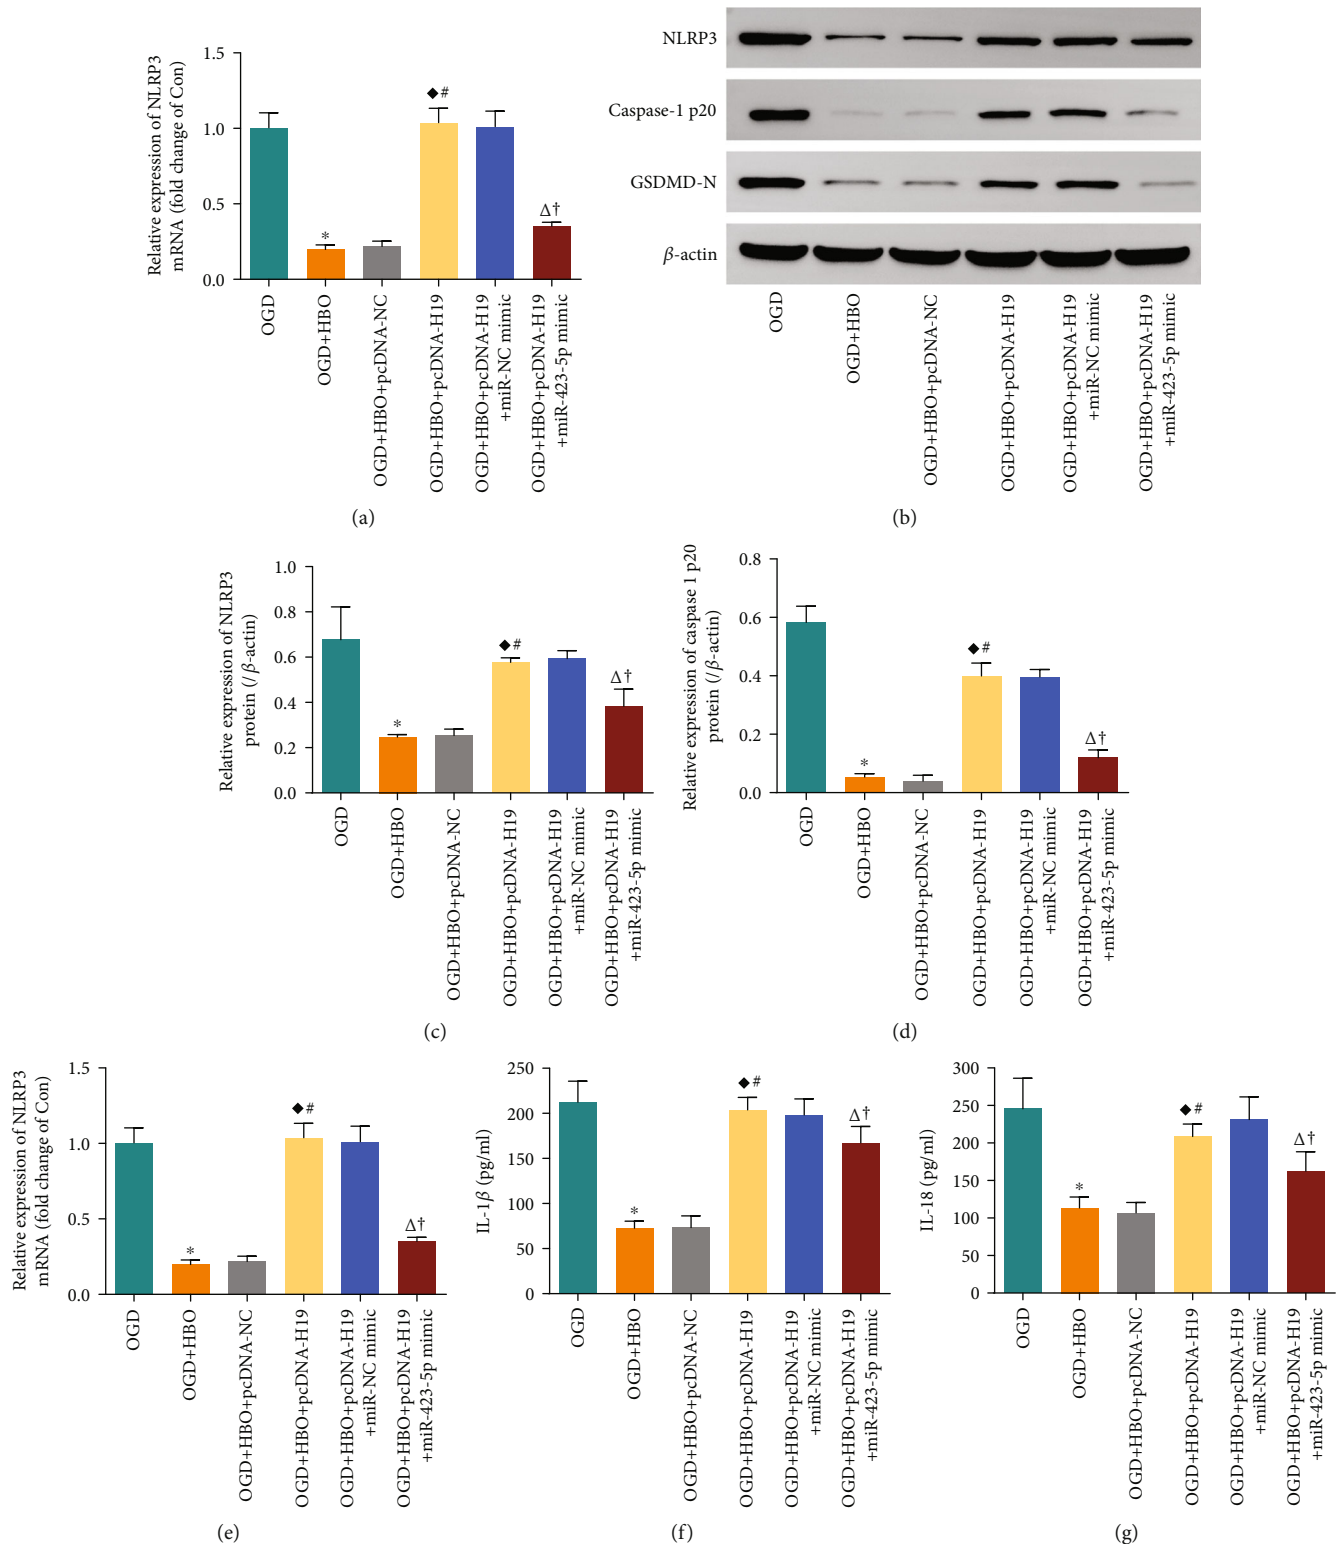 Relative expression of NLRP3
mRNA (fold change of Con)
1.5
1.0
0.5
0.0
◆#
*
Δ†
OGD
OGD+HBO
OGD+HBO+pcDNA-NC
OGD+HBO+pcDNA-H19
OGD+HBO+pcDNA-H19
+miR-NC mimic
OGD+HBO+pcDNA-H19
+miR-423-5p mimic
(a)
NLRP3
Caspase-1 p20
GSDMD-N
β-actin
OGD
OGD+HBO
OGD+HBO+pcDNA-NC
OGD+HBO+pcDNA-H19
OGD+HBO+pcDNA-H19
+miR-NC mimic
OGD+HBO+pcDNA-H19
+miR-423-5p mimic
(b)
Relative expression of NLRP3
protein (/β-actin)
1.0
0.8
0.6
0.4
0.2
0.0
*
◆#
Δ†
OGD
OGD+HBO
OGD+HBO+pcDNA-NC
OGD+HBO+pcDNA-H19
OGD+HBO+pcDNA-H19
+miR-NC mimic
OGD+HBO+pcDNA-H19
+miR-423-5p mimic
(c)
Relative expression of caspase 1 p20
protein (/β-actin)
0.8
0.6
0.4
0.2
0.0
*
◆#
Δ†
OGD
OGD+HBO
OGD+HBO+pcDNA-NC
OGD+HBO+pcDNA-H19
OGD+HBO+pcDNA-H19
+miR-NC mimic
OGD+HBO+pcDNA-H19
+miR-423-5p mimic
(d)
Relative expression of NLRP3
mRNA (fold change of Con)
1.5
1.0
0.5
0.0
*
◆#
Δ†
OGD
OGD+HBO
OGD+HBO+pcDNA-NC
OGD+HBO+pcDNA-H19
OGD+HBO+pcDNA-H19
+miR-NC mimic
OGD+HBO+pcDNA-H19
+miR-423-5p mimic
(e)
IL-1β (pg/ml)
250
200
150
100
50
0
*
◆#
Δ†
OGD
OGD+HBO
OGD+HBO+pcDNA-NC
OGD+HBO+pcDNA-H19
OGD+HBO+pcDNA-H19
+miR-NC mimic
OGD+HBO+pcDNA-H19
+miR-423-5p mimic
(f)
IL-18 (pg/ml)
300
250
200
150
100
50
0
*
◆#
Δ†
OGD
OGD+HBO
OGD+HBO+pcDNA-NC
OGD+HBO+pcDNA-H19
OGD+HBO+pcDNA-H19
+miR-NC mimic
OGD+HBO+pcDNA-H19
+miR-423-5p mimic
(g)